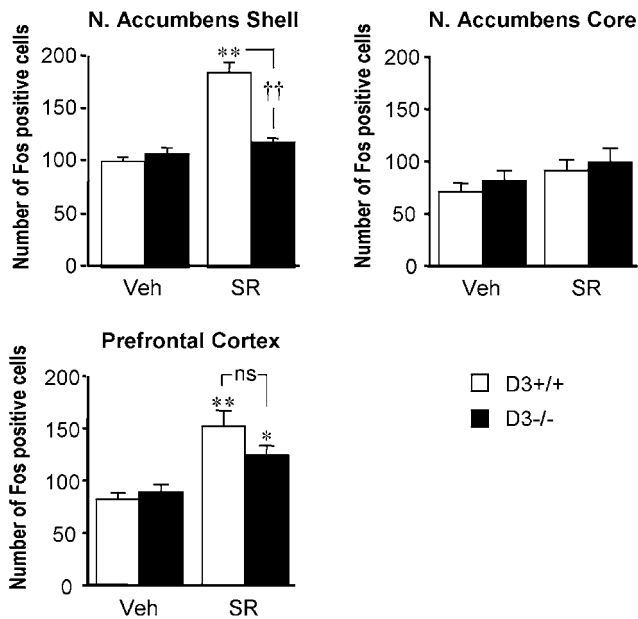 N. Accumbens Shell
Number of Fos positive cells
200
150
100
50
0
**
††
Veh
SR
N. Accumbens Core
Number of Fos positive cells
200
150
100
50
0
Veh
SR
Prefrontal Cortex
Number of Fos positive cells
200
150
100
50
0
ns
**
*
Veh
SR
D3+/+
D3-/-